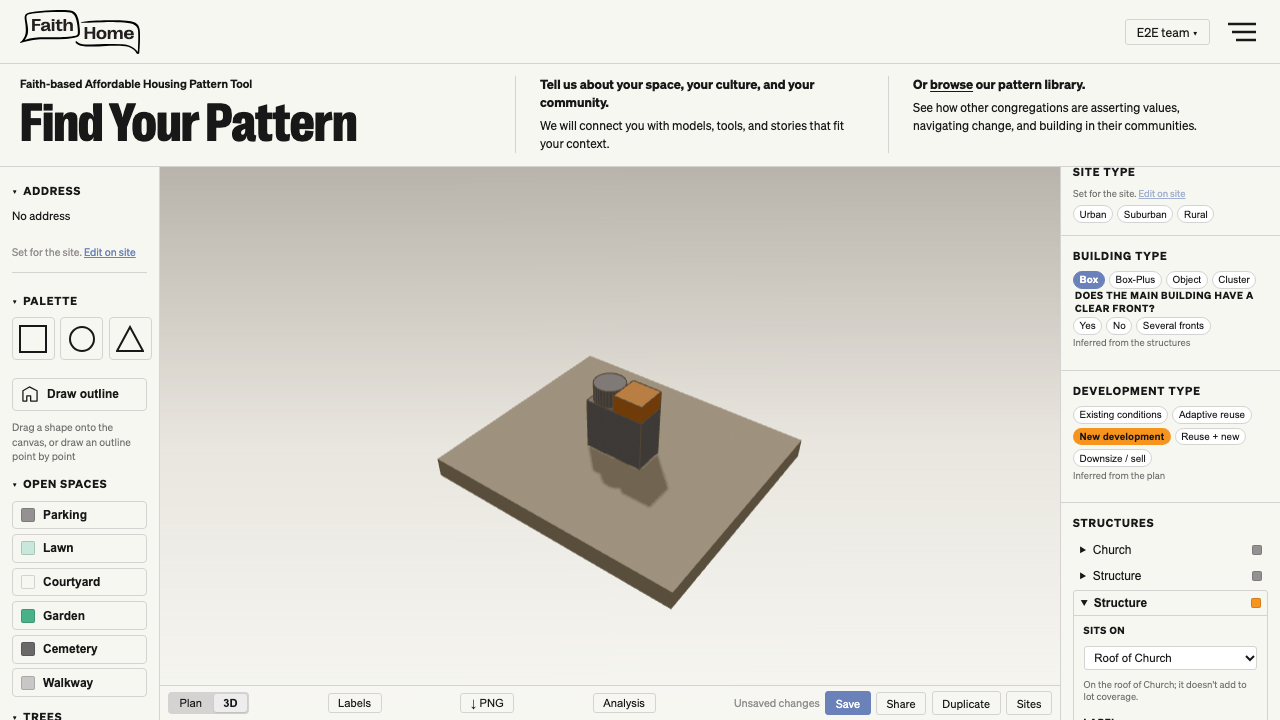 Faith
Home
E2E team ▾
Faith-based Affordable Housing Pattern Tool
Find Your Pattern
Tell us about your space, your culture, and your
community.
We will connect you with models, tools, and stories that fit
your context.
Or browse our pattern library.
See how other congregations are asserting values,
navigating change, and building in their communities.
▾ ADDRESS
No address
Set for the site. Edit on site
▾ PALETTE
Draw outline
Drag a shape onto the
canvas, or draw an outline
point by point
▾ OPEN SPACES
Parking
Lawn
Courtyard
Garden
Cemetery
Walkway
▾ TREES
Plan 3D
Labels
↓ PNG
Analysis
Unsaved changes
Save
Share
Duplicate
Sites
SITE TYPE
Set for the site. Edit on site
Urban Suburban Rural
BUILDING TYPE
Box Box-Plus Object Cluster
DOES THE MAIN BUILDING HAVE A
CLEAR FRONT?
Yes No Several fronts
Inferred from the structures
DEVELOPMENT TYPE
Existing conditions Adaptive reuse
New development Reuse + new
Downsize / sell
Inferred from the plan
STRUCTURES
▶ Church
▶ Structure
▼ Structure
SITS ON
Roof of Church
On the roof of Church; it doesn't add to
lot coverage.